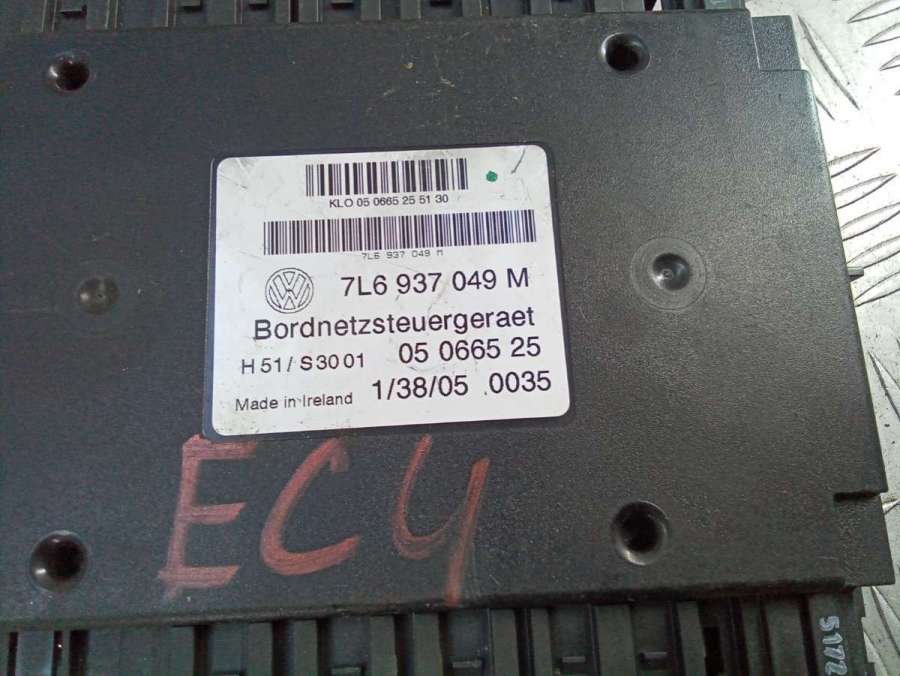 KLO 05 0665 25 51 30
7L6 937 049 M
7L6 937 049 M
Bordnetzsteuergeraet
H 51 / S30 01 05 0665 25
Made in Ireland 1/38/05 .0035
ECU
5172